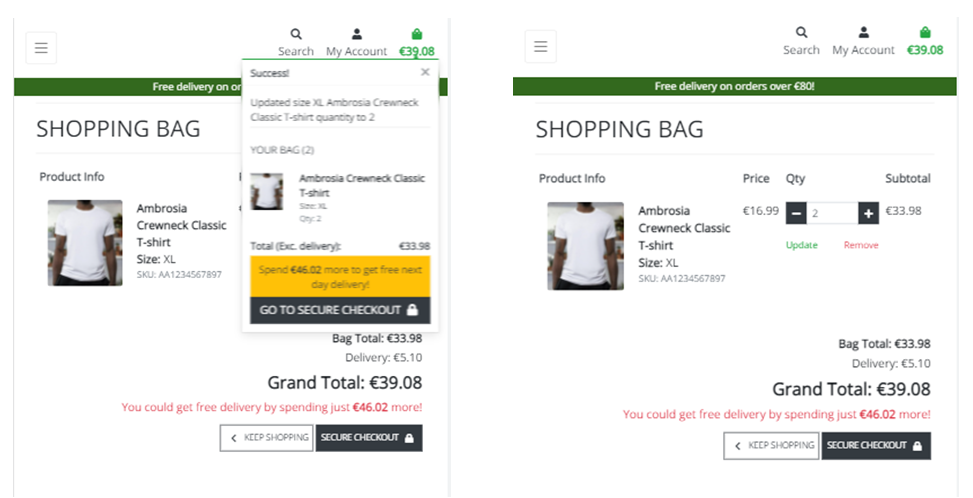 Search My Account €39.08
Success! ×
Free delivery on or
Updated size XL Ambrosia Crewneck
Classic T-shirt quantity to 2
SHOPPING BAG
YOUR BAG (2)
Product Info
Ambrosia Crewneck Classic
T-shirt
Size: XL
Qty: 2
Ambrosia
Crewneck Classic
T-shirt
Size: XL
SKU: AA1234567897
Total (Exc. delivery): €33.98
Spend €46.02 more to get free next
day delivery!
GO TO SECURE CHECKOUT
Bag Total: €33.98
Delivery: €5.10
Grand Total: €39.08
You could get free delivery by spending just €46.02 more!
KEEP SHOPPING SECURE CHECKOUT
Search My Account €39.08
Free delivery on orders over €80!
SHOPPING BAG
Product Info Price Qty Subtotal
Ambrosia
Crewneck Classic
T-shirt
Size: XL
SKU: AA1234567897
€16.99 − 2 + €33.98
Update Remove
Bag Total: €33.98
Delivery: €5.10
Grand Total: €39.08
You could get free delivery by spending just €46.02 more!
KEEP SHOPPING SECURE CHECKOUT